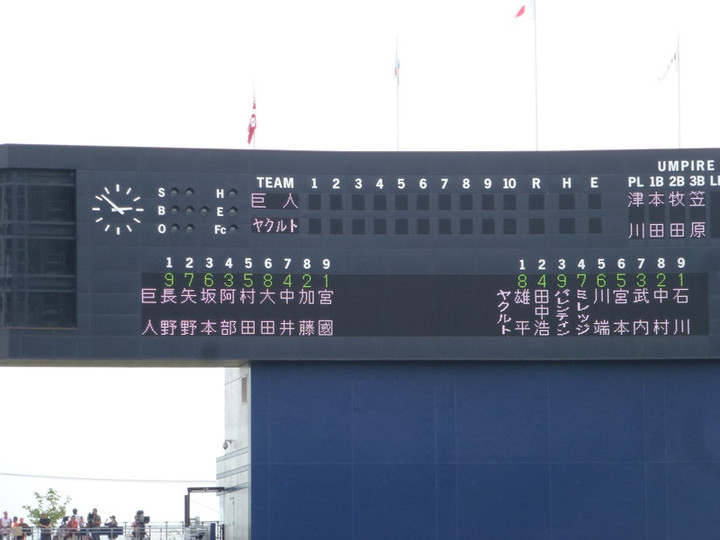 UMPIRE
S H TEAM 1 2 3 4 5 6 7 8 9 10 R H E PL 1B 2B 3B
B E 巨人 津田 本田 牧田 笠原
O Fc ヤクルト
1 2 3 4 5 6 7 8 9
9 7 6 3 5 8 4 2 1
巨人 長野 矢野 坂本 阿部 村田 大田 中井 加藤 宮國
1 2 3 4 5 6 7 8 9
8 4 9 7 6 5 3 2 1
ヤクルト 雄平 田中浩 バレンティン ミレッジ 川端 宮本 武内 中村 石川